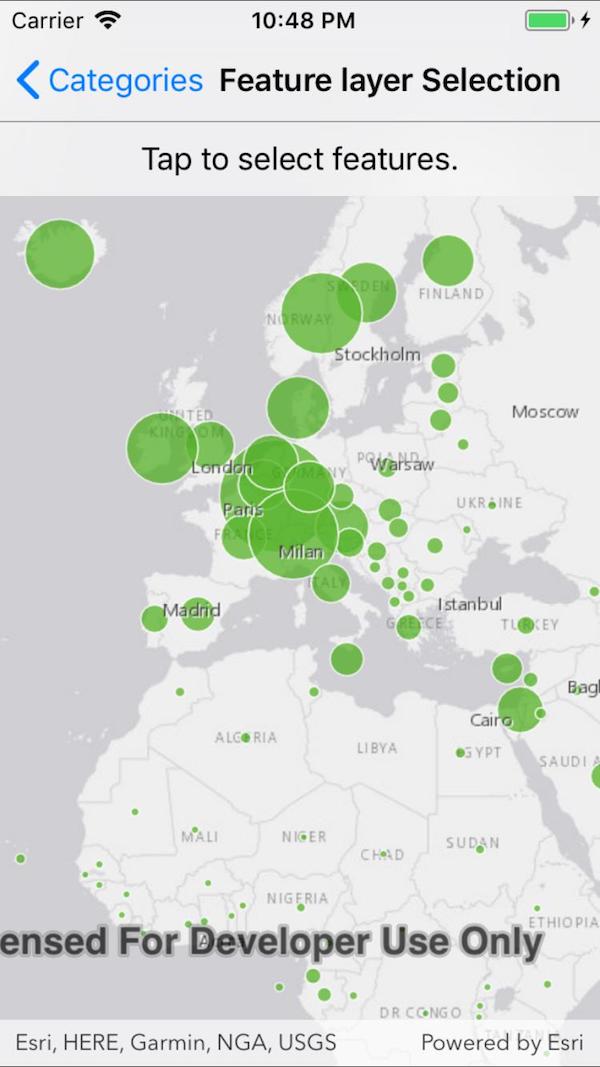 Carrier 10:48 PM
Categories Feature layer Selection
Tap to select features.
SWEDEN
FINLAND
NORWAY
Stockholm
Moscow
UNITED
KINGDOM
London
GERMANY
POLAND
Warsaw
Paris
UKRAINE
FRANCE
Milan
ITALY
Madrid
Istanbul
GREECE
TURKEY
Cairo
ALGERIA
LIBYA
EGYPT
SAUDI A
MALI
NIGER
CHAD
SUDAN
NIGERIA
ETHIOPIA
ensed For Developer Use Only
DR CONGO
TANZANIA
Esri, HERE, Garmin, NGA, USGS Powered by Esri